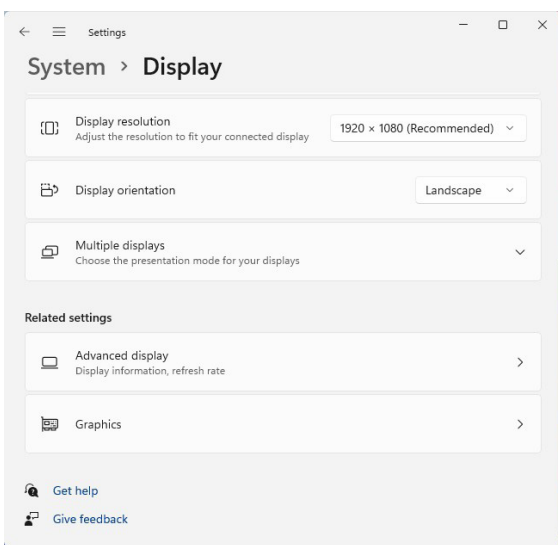 Settings
System > Display
Display resolution
Adjust the resolution to fit your connected display
1920 × 1080 (Recommended)
Display orientation
Landscape
Multiple displays
Choose the presentation mode for your displays
Related settings
Advanced display
Display information, refresh rate
Graphics
Get help
Give feedback